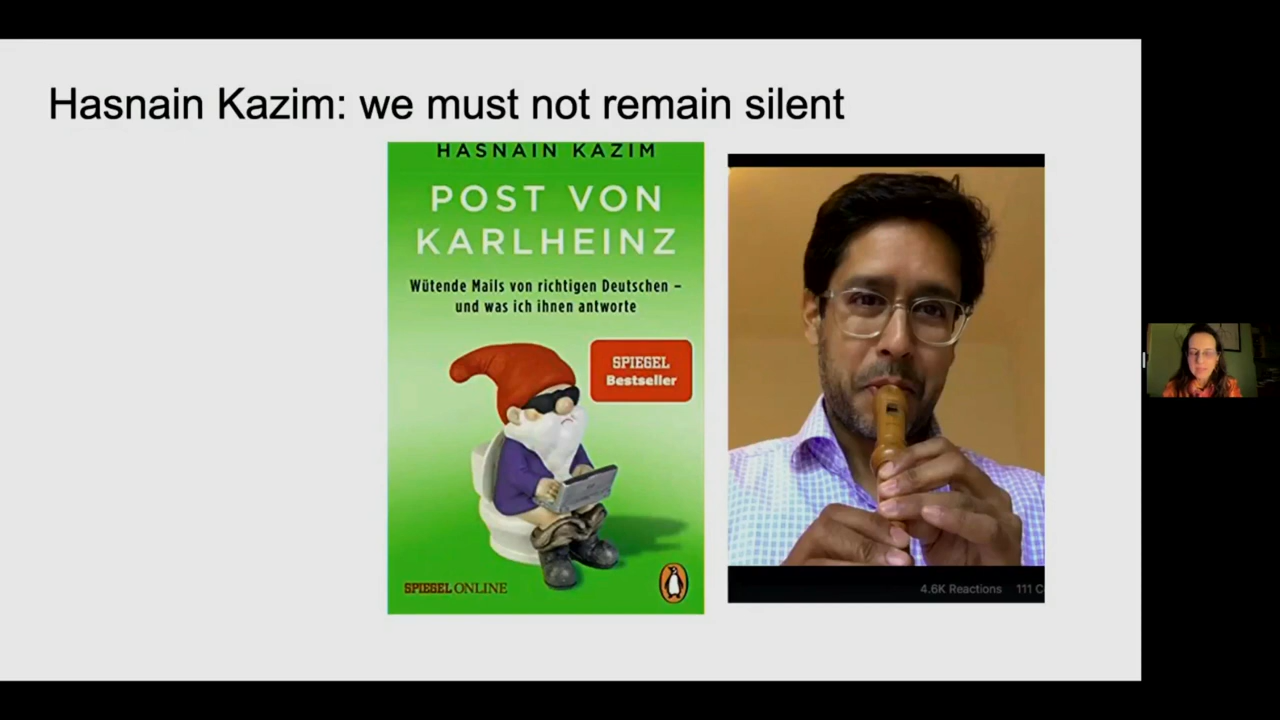 Hasnain Kazim: we must not remain silent
HASNAIN KAZIM
POST VON
KARLHEINZ
Wütende Mails von richtigen Deutschen –
und was ich ihnen antworte
SPIEGEL
Bestseller
SPIEGEL ONLINE
4.6K Reactions 111 C